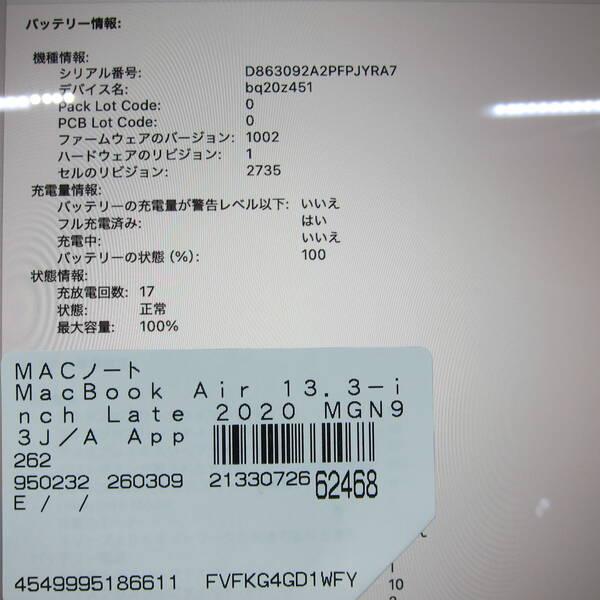 バッテリー情報:
機種情報:
シリアル番号: D863092A2PFPJYRA7
デバイス名: bq20z451
Pack Lot Code: 0
PCB Lot Code: 0
ファームウェアのバージョン: 1002
ハードウェアのリビジョン: 1
セルのリビジョン: 2735
充電量情報:
バッテリーの充電量が警告レベル以下: いいえ
フル充電済み: はい
充電中: いいえ
バッテリーの状態 (%): 100
状態情報:
充放電回数: 17
状態: 正常
最大容量: 100%
MACノート
MacBook Air 13.3-i
nch Late 2020 MGN9
3J/A App
262
950232 260309 21330726 62468
E / /
4549995186611 FVFKG4GD1WFY
10